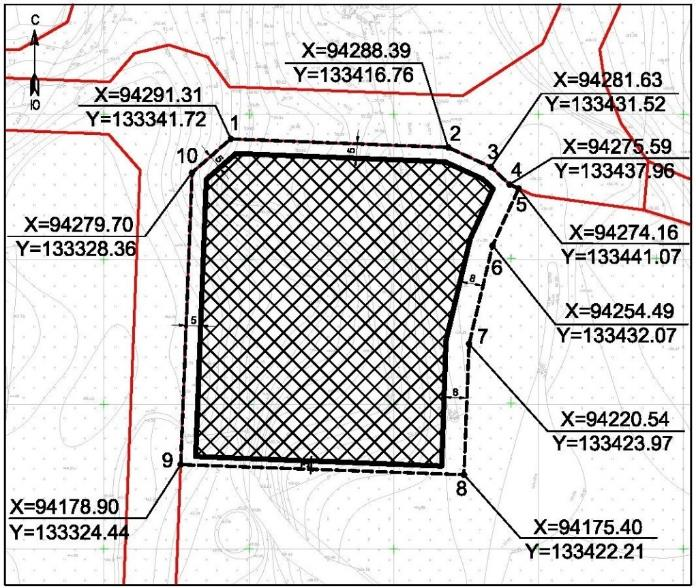 С
Ю
X=94288.39
Y=133416.76
X=94281.63
Y=133431.52
X=94291.31
Y=133341.72
X=94275.59
Y=133437.96
1
2
3
4
5
10
5
5
X=94279.70
Y=133328.36
X=94274.16
Y=133441.07
6
8
X=94254.49
Y=133432.07
5
7
8
X=94220.54
Y=133423.97
9
8
X=94178.90
Y=133324.44
X=94175.40
Y=133422.21